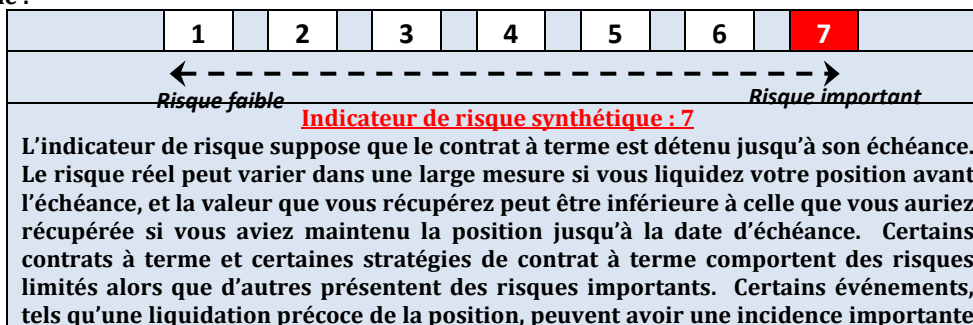 1 2 3 4 5 6 7
Risque faible Risque important
Indicateur de risque synthétique : 7
L'indicateur de risque suppose que le contrat à terme est détenu jusqu'à son échéance.
Le risque réel peut varier dans une large mesure si vous liquidez votre position avant
l'échéance, et la valeur que vous récupérez peut être inférieure à celle que vous auriez
récupérée si vous aviez maintenu la position jusqu'à la date d'échéance. Certains
contrats à terme et certaines stratégies de contrat à terme comportent des risques
limités alors que d'autres présentent des risques importants. Certains événements,
tels qu'une liquidation précoce de la position, peuvent avoir une incidence importante